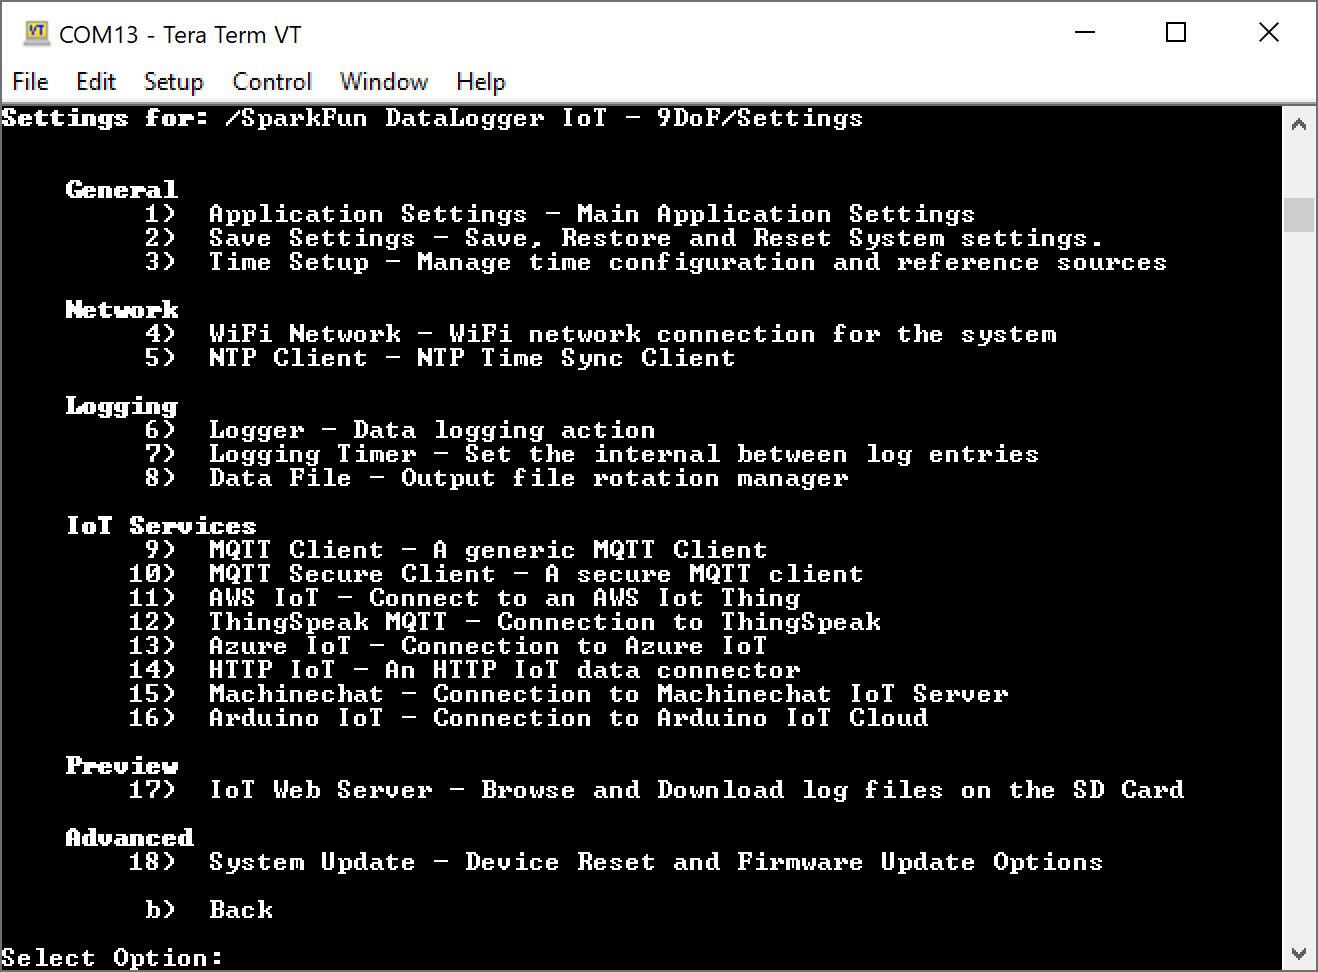 COM13 - Tera Term VT
File Edit Setup Control Window Help
Settings for: /SparkFun DataLogger IoT - 9DoF/Settings
General
1) Application Settings - Main Application Settings
2) Save Settings - Save, Restore and Reset System settings.
3) Time Setup - Manage time configuration and reference sources
Network
4) WiFi Network - WiFi network connection for the system
5) NTP Client - NTP Time Sync Client
Logging
6) Logger - Data logging action
7) Logging Timer - Set the internal between log entries
8) Data File - Output file rotation manager
IoT Services
9) MQTT Client - A generic MQTT Client
10) MQTT Secure Client - A secure MQTT client
11) AWS IoT - Connect to an AWS Iot Thing
12) ThingSpeak MQTT - Connection to ThingSpeak
13) Azure IoT - Connection to Azure IoT
14) HTTP IoT - An HTTP IoT data connector
15) Machinechat - Connection to Machinechat IoT Server
16) Arduino IoT - Connection to Arduino IoT Cloud
Preview
17) IoT Web Server - Browse and Download log files on the SD Card
Advanced
18) System Update - Device Reset and Firmware Update Options
b) Back
Select Option: